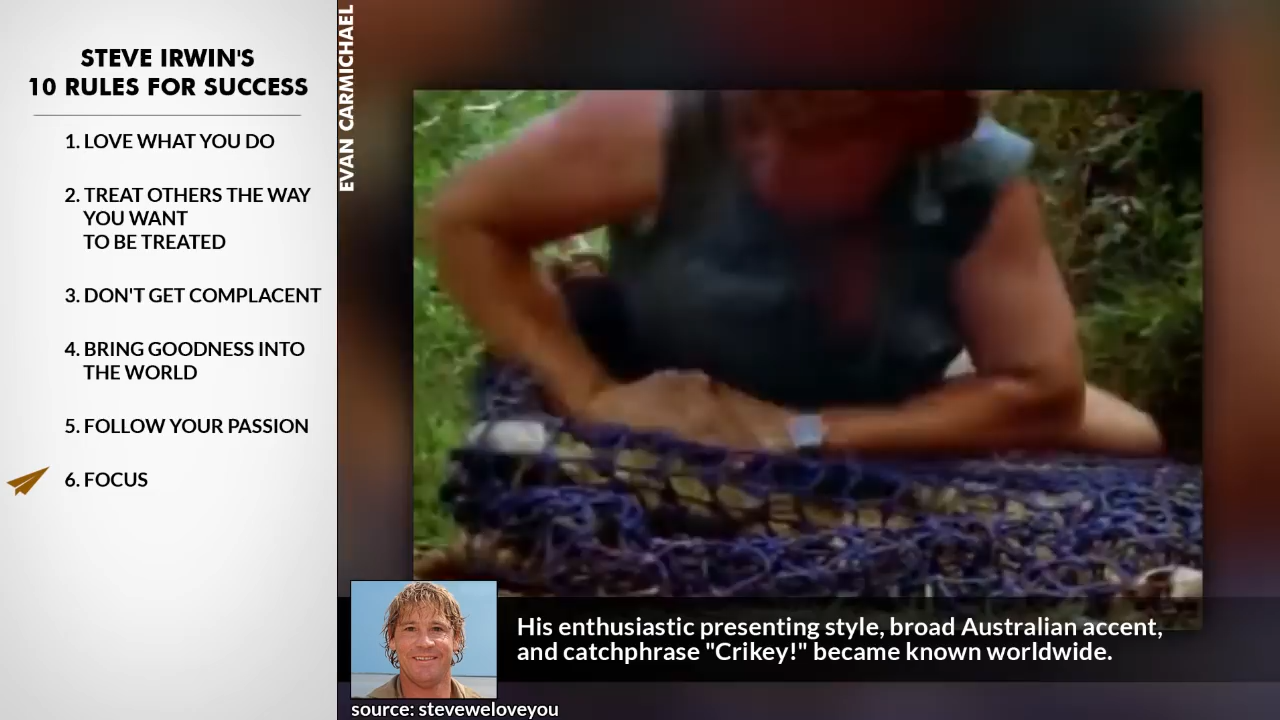 STEVE IRWIN'S
10 RULES FOR SUCCESS
1. LOVE WHAT YOU DO
2. TREAT OTHERS THE WAY
YOU WANT
TO BE TREATED
3. DON'T GET COMPLACENT
4. BRING GOODNESS INTO
THE WORLD
5. FOLLOW YOUR PASSION
6. FOCUS
EVAN CARMICHAEL
His enthusiastic presenting style, broad Australian accent,
and catchphrase "Crikey!" became known worldwide.
source: steveweloveyou